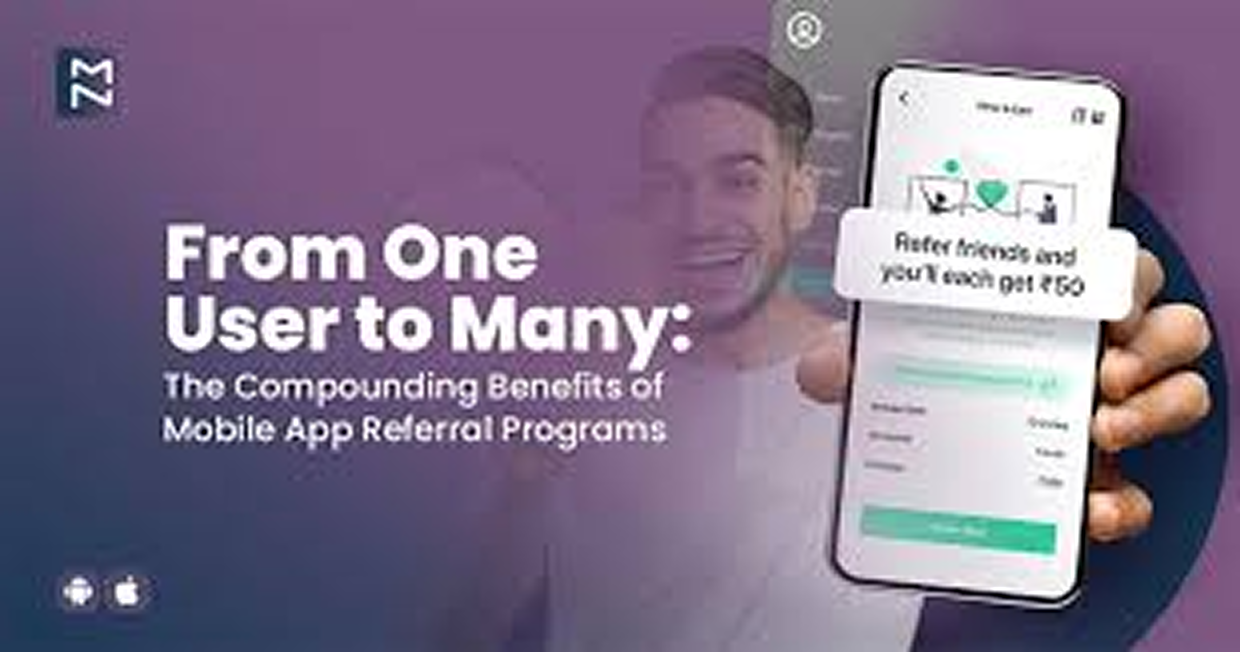 From One
User to Many:
The Compounding Benefits of
Mobile App Referral Programs
Refer friends and
you'll each get ₹50